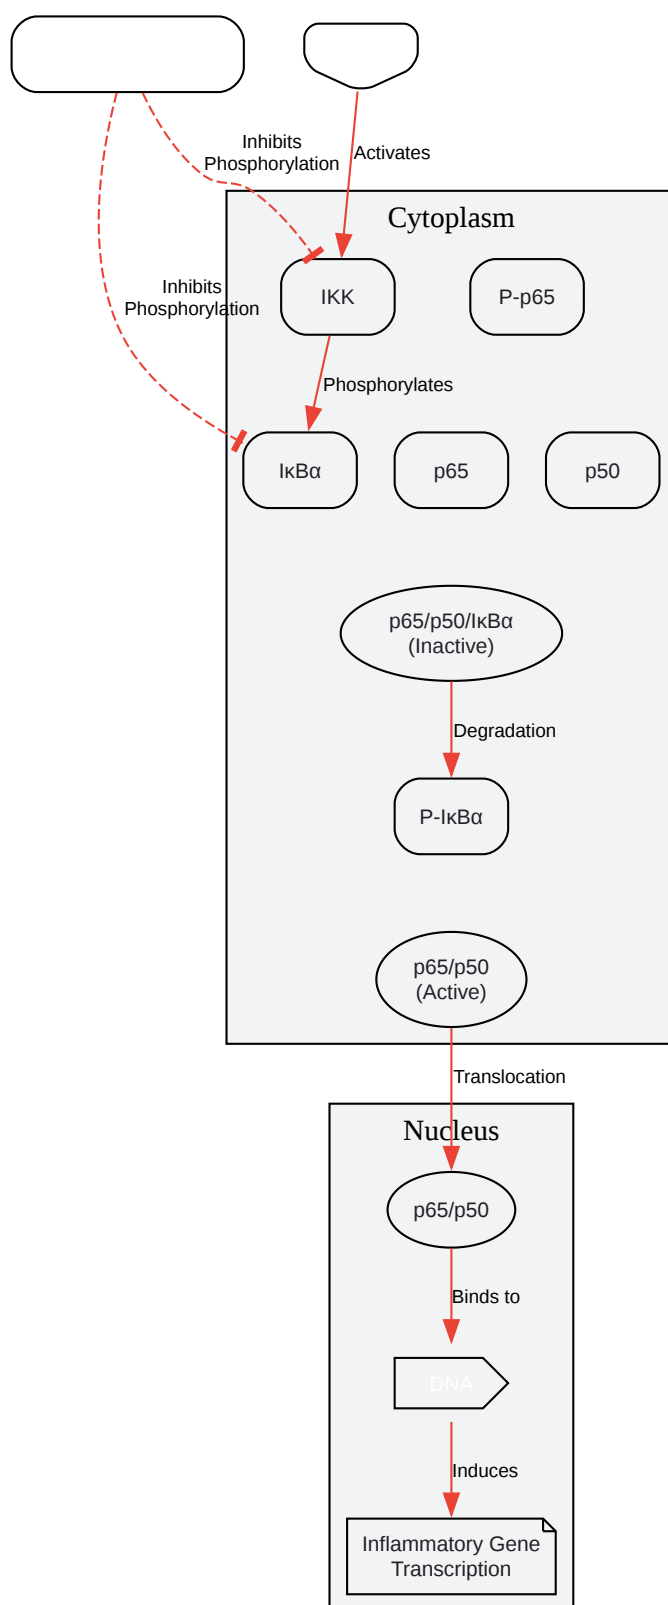 Inhibits
Phosphorylation
Activates
Cytoplasm
Inhibits
Phosphorylation
IKK
P-p65
Phosphorylates
IκBα
p65
p50
p65/p50/IκBα
(Inactive)
Degradation
P-IκBα
p65/p50
(Active)
Translocation
Nucleus
p65/p50
Binds to
DNA
Induces
Inflammatory Gene
Transcription